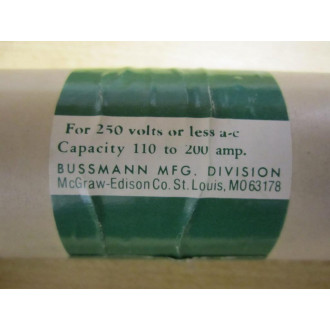 For 250 volts or less a-c
Capacity 110 to 200 amp.
BUSSMANN MFG. DIVISION
McGraw-Edison Co. St. Louis, MO 63178